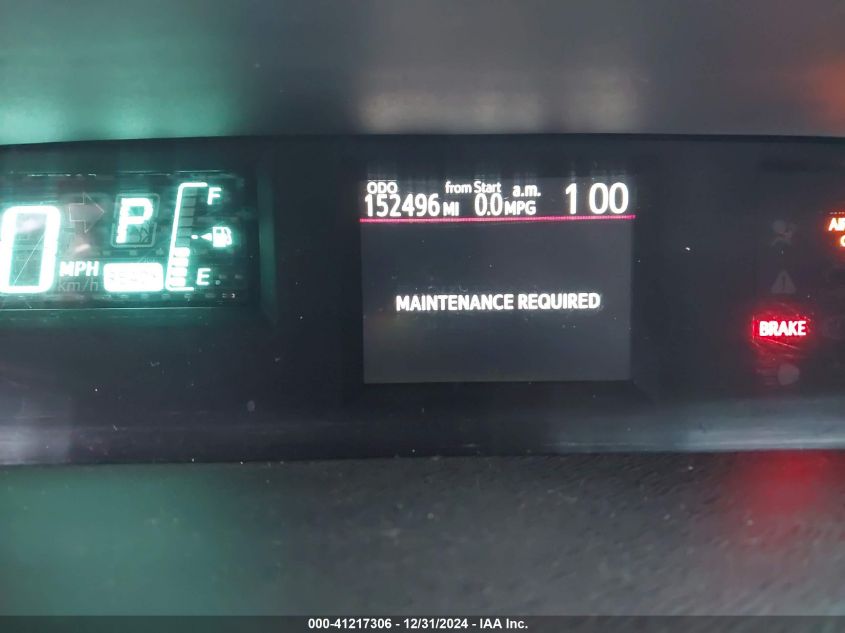 0
MPH
km/h
P
F
E
ODO from Start a.m. 1 00
152496 MI 0.0 MPG
MAINTENANCE REQUIRED
BRAKE
000-41217306 - 12/31/2024 - IAA Inc.